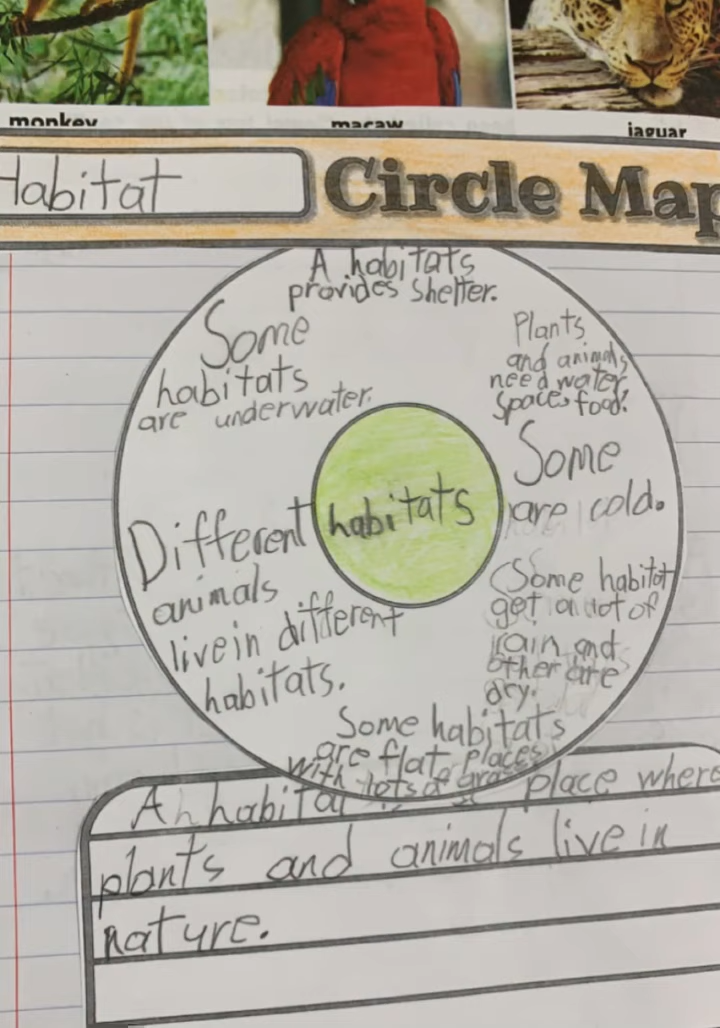 monkey
macaw
jaguar
Habitat
Circle Map
A habitats
provides shelter.
Some
habitats
are underwater.
Plants
and animals
need water,
space, food!
Some
are cold.
Different
animals
live in different
habitats.
habitats
Some habitat
get a lot of
rain and
other are
dry.
Some habitats
are flat places
with lots of grass
A habitat place where
plants and animals live in
nature.